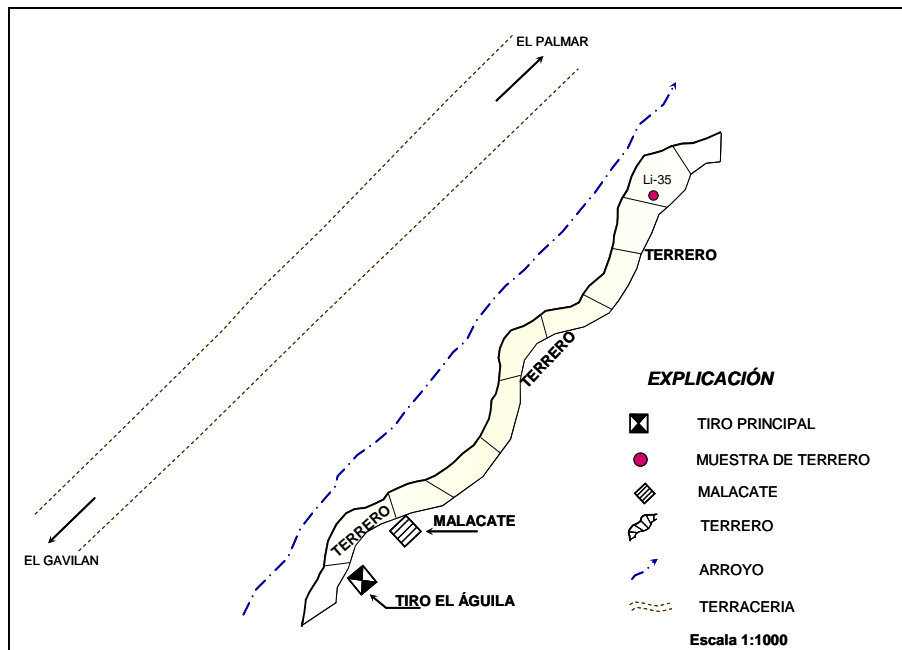 EL PALMAR
Li-35
TERRERO
TERRERO
EXPLICACIÓN
TIRO PRINCIPAL
MUESTRA DE TERRERO
MALACATE
TERRERO
ARROYO
TERRACERIA
Escala 1:1000
TERRERO
MALACATE
TIRO EL ÁGUILA
EL GAVILAN